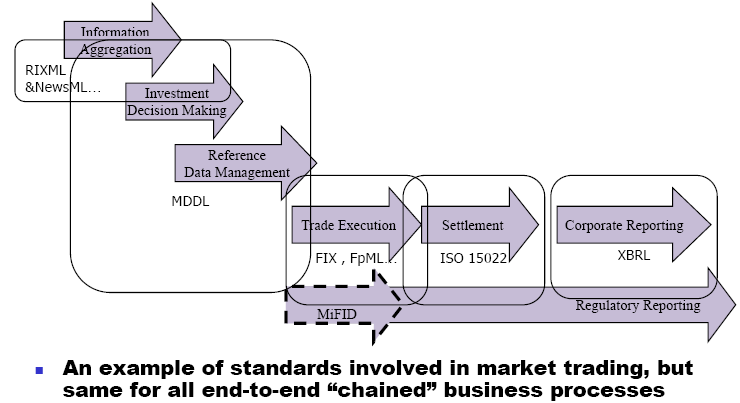 Information
Aggregation
RIXML
&NewsML...
Investment
Decision Making
Reference
Data Management
MDDL
Trade Execution
FIX , FpML...
Settlement
ISO 15022
Corporate Reporting
XBRL
MiFID
Regulatory Reporting
▪ An example of standards involved in market trading, but
same for all end-to-end “chained” business processes